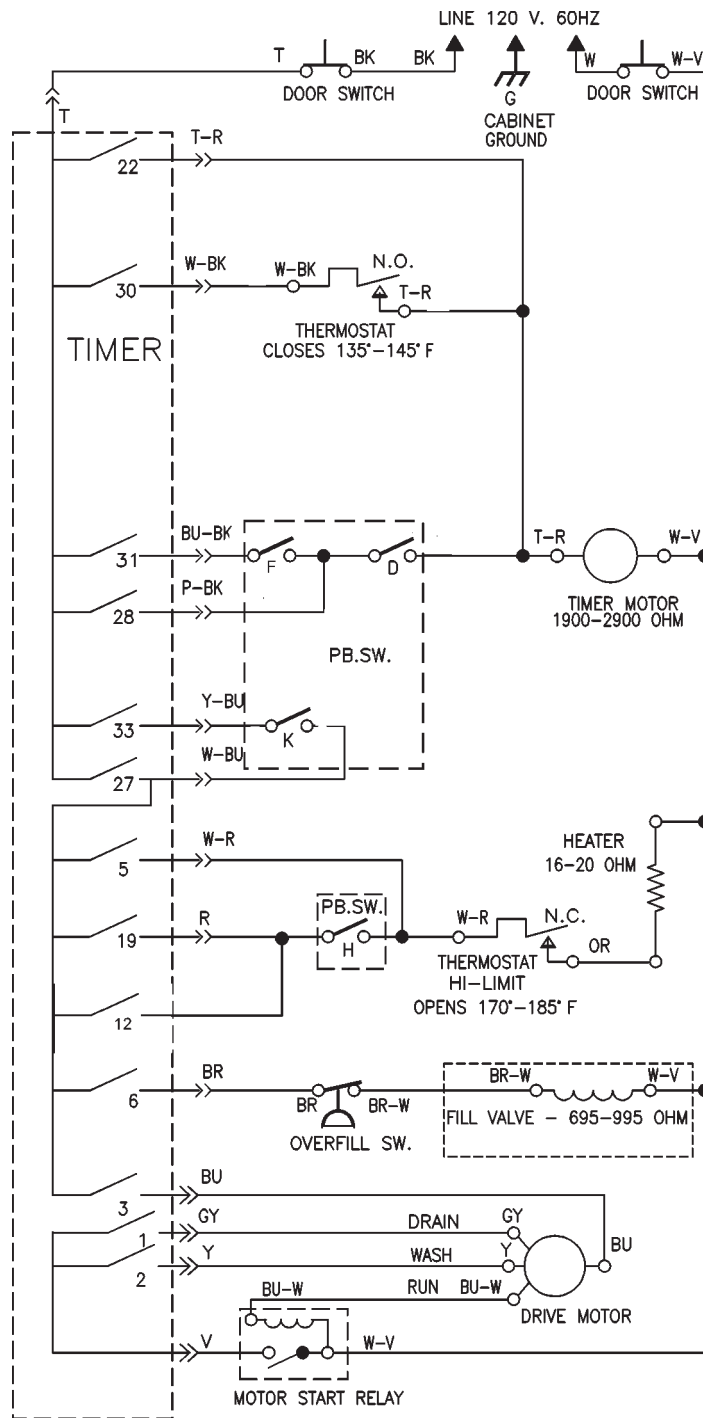 LINE 120 V. 60HZ
T BK BK W W-V
DOOR SWITCH G DOOR SWITCH
CABINET
GROUND
T
T-R
22
W-BK W-BK N.O.
30 T-R
THERMOSTAT
CLOSES 135°-145°F
TIMER
BU-BK T-R W-V
31 F D
P-BK
28 TIMER MOTOR
1900-2900 OHM
PB.SW.
Y-BU
33 K
W-BU
27
W-R HEATER
5 16-20 OHM
PB.SW.
R W-R N.C.
19 H OR
THERMOSTAT
HI-LIMIT
OPENS 170°-185°F
12
BR BR-W W-V
6 BR BR-W
OVERFILL SW. FILL VALVE - 695-995 OHM
BU
3
GY DRAIN GY
1 BU
Y WASH Y
2
BU-W RUN BU-W
DRIVE MOTOR
V W-V
MOTOR START RELAY